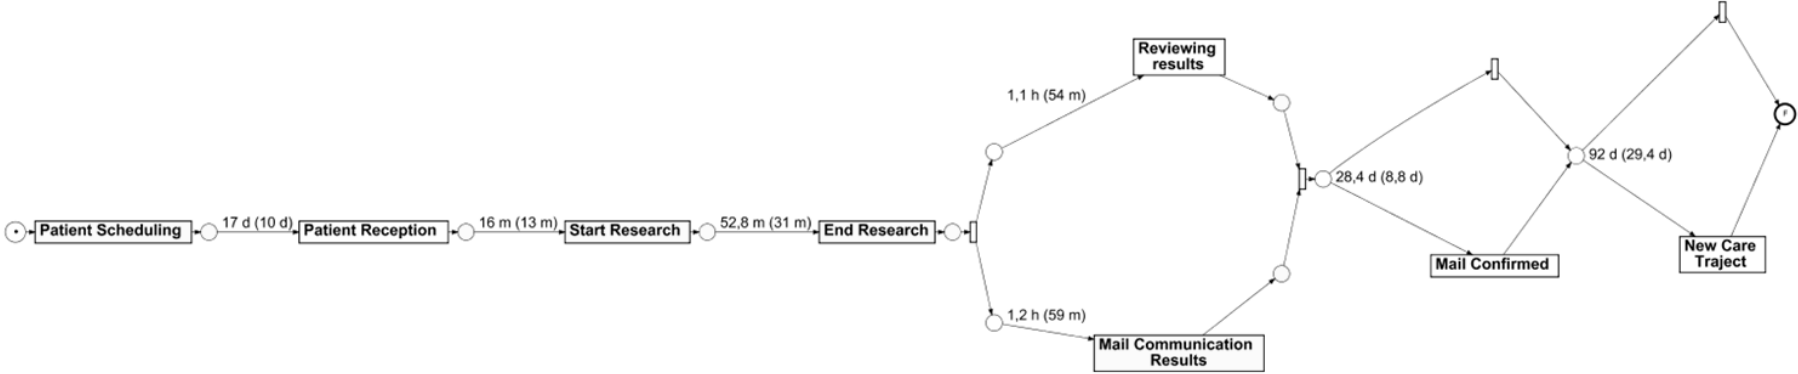 Patient Scheduling
17 d (10 d)
Patient Reception
16 m (13 m)
Start Research
52,8 m (31 m)
End Research
1,1 h (54 m)
Reviewing
results
1,2 h (59 m)
Mail Communication
Results
28,4 d (8,8 d)
Mail Confirmed
92 d (29,4 d)
New Care
Traject
F